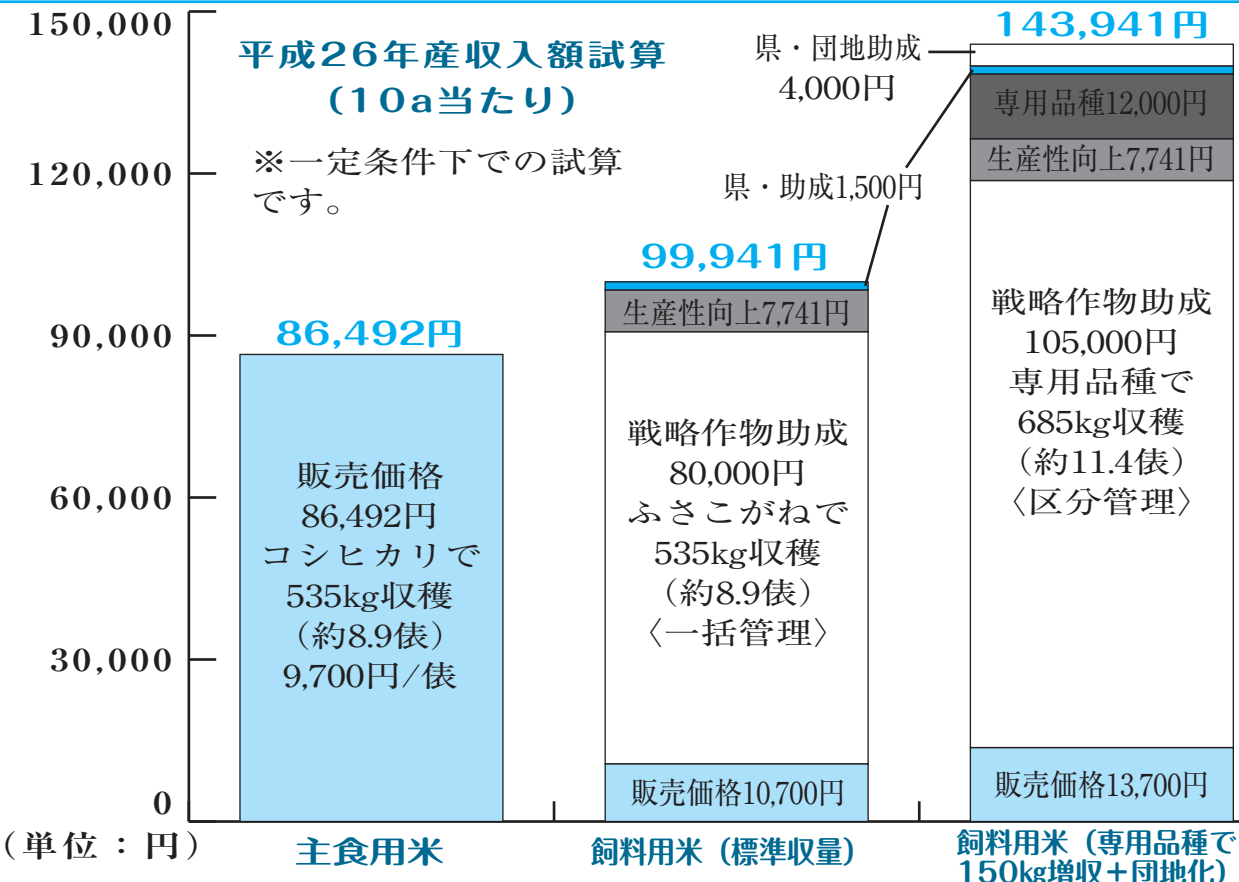 150,000
120,000
90,000
60,000
30,000
0
(単位：円)
平成26年産収入額試算
(10a当たり)
※一定条件下での試算
です。
86,492円
販売価格
86,492円
コシヒカリで
535kg収穫
(約8.9俵)
9,700円/俵
主食用米
99,941円
生産性向上7,741円
戦略作物助成
80,000円
ふさこがねで
535kg収穫
(約8.9俵)
〈一括管理〉
販売価格10,700円
飼料用米（標準収量）
県・団地助成
4,000円
県・助成1,500円
143,941円
専用品種12,000円
生産性向上7,741円
戦略作物助成
105,000円
専用品種で
685kg収穫
(約11.4俵)
〈区分管理〉
販売価格13,700円
飼料用米（専用品種で
150kg増収＋団地化）